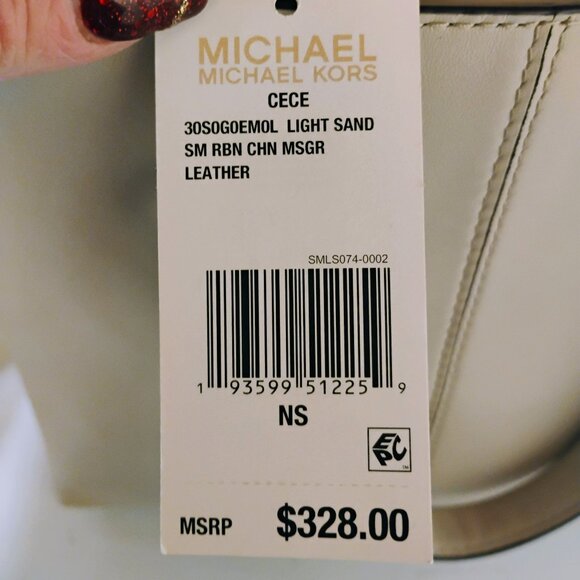 MICHAEL
MICHAEL KORS
CECE
30S0G0EM0L LIGHT SAND
SM RBN CHN MSGR
LEATHER
SMLS074-0002
1 93599 51225 9
NS
EPC
MSRP $328.00